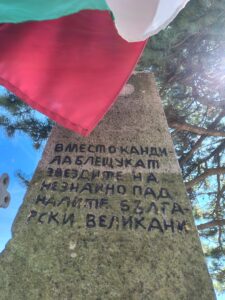 ВМЕСТО КАНДИ
ЛА БЛЕЩУКАТ
ЗВЕЗДИТЕ НА
НЕЗНАЙНО ПАД
НАЛИТЕ БЪЛГА
РСКИ ВЕЛИКАНИ